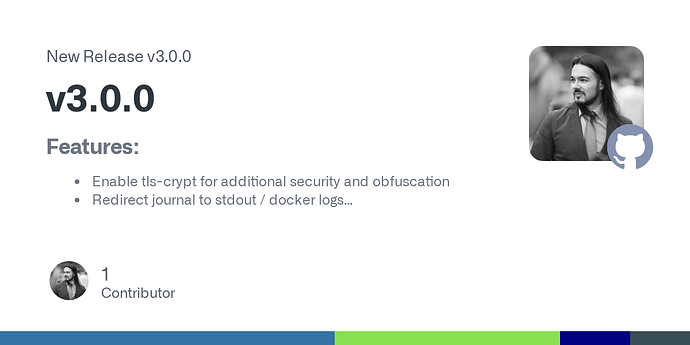 New Release v3.0.0
v3.0.0
Features:
• Enable tls-crypt for additional security and obfuscation
• Redirect journal to stdout / docker logs...
1
Contributor